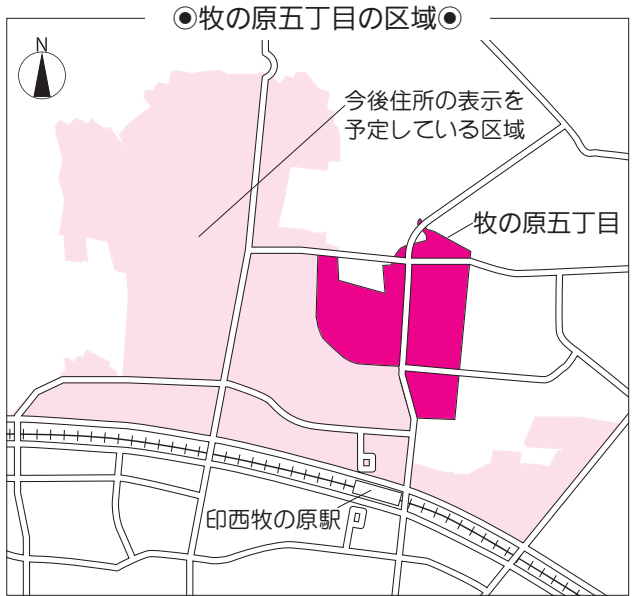 ◉牧の原五丁目の区域◉
N
今後住所の表示を
予定している区域
牧の原五丁目
印西牧の原駅